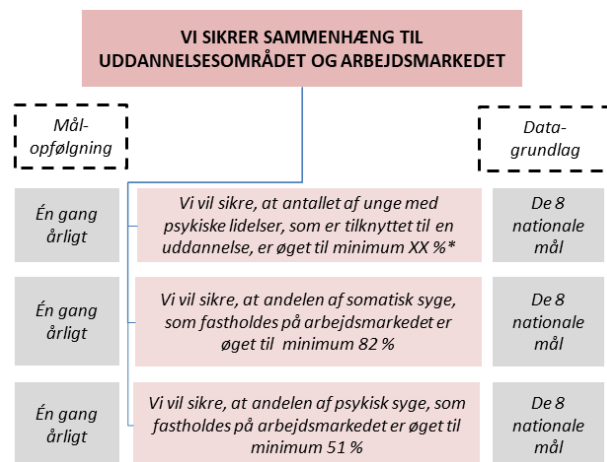 VI SIKRER SAMMENHÆNG TIL
UDDANNELSESOMRÅDET OG ARBEJDSMARKEDET
Mål-
opfølgning
Data-
grundlag
Én gang
årligt
Vi vil sikre, at antallet af unge med
psykiske lidelser, som er tilknyttet til en
uddannelse, er øget til minimum XX %*
De 8
nationale
mål
Én gang
årligt
Vi vil sikre, at andelen af somatisk syge,
som fastholdes på arbejdsmarkedet er
øget til minimum 82 %
De 8
nationale
mål
Én gang
årligt
Vi vil sikre, at andelen af psykisk syge, som
fastholdes på arbejdsmarkedet er øget til
minimum 51 %
De 8
nationale
mål